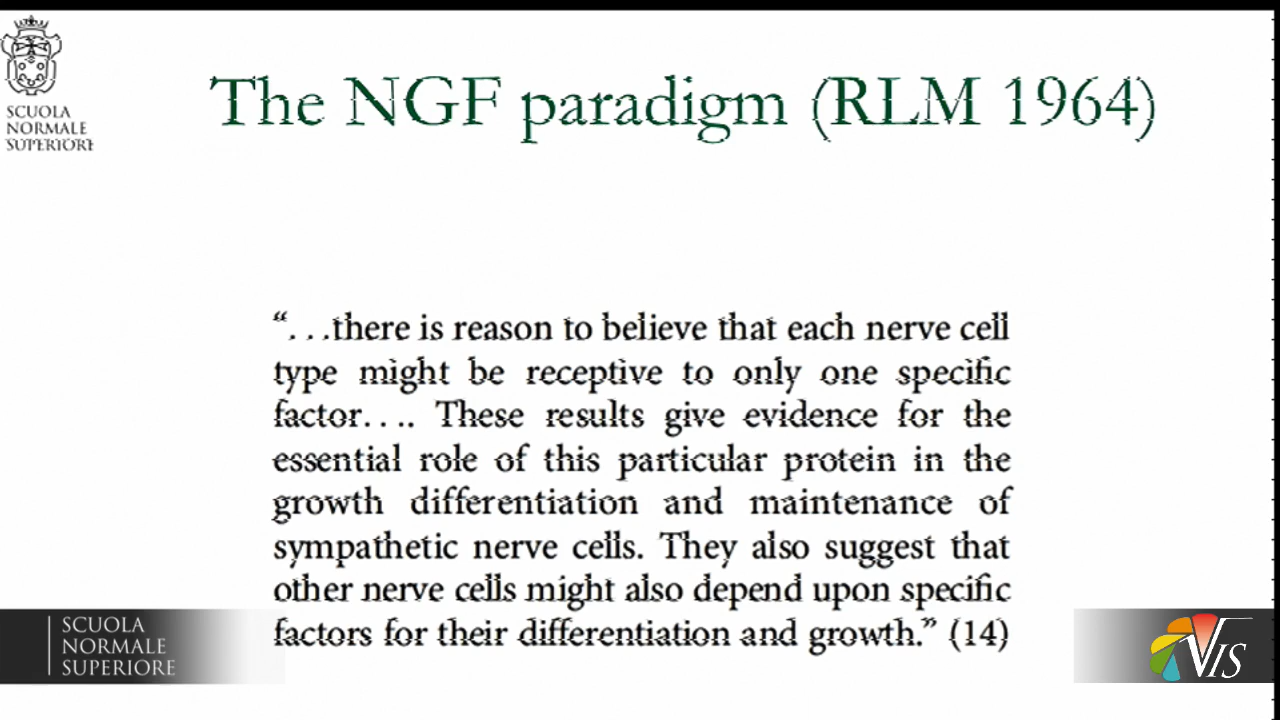 SCUOLA
NORMALE
SUPERIORE
The NGF paradigm (RLM 1964)
“. . .there is reason to believe that each nerve cell
type might be receptive to only one specific
factor. . . . These results give evidence for the
essential role of this particular protein in the
growth differentiation and maintenance of
sympathetic nerve cells. They also suggest that
other nerve cells might also depend upon specific
factors for their differentiation and growth.” (14)
SCUOLA
NORMALE
SUPERIORE
VIS